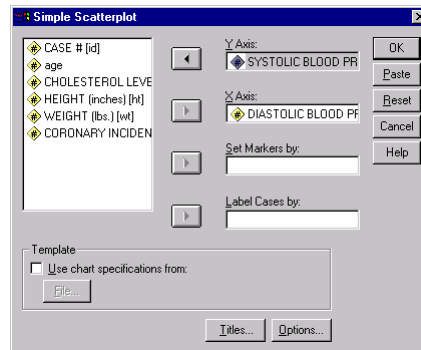 Simple Scatterplot
CASE # [id]
age
CHOLESTEROL LEVE
HEIGHT (inches) [ht]
WEIGHT (lbs.) [wt]
CORONARY INCIDEN
Y Axis:
SYSTOLIC BLOOD PR
X Axis:
DIASTOLIC BLOOD PF
Set Markers by:
Label Cases by:
OK
Paste
Reset
Cancel
Help
Template
Use chart specifications from:
File...
Titles...
Options...